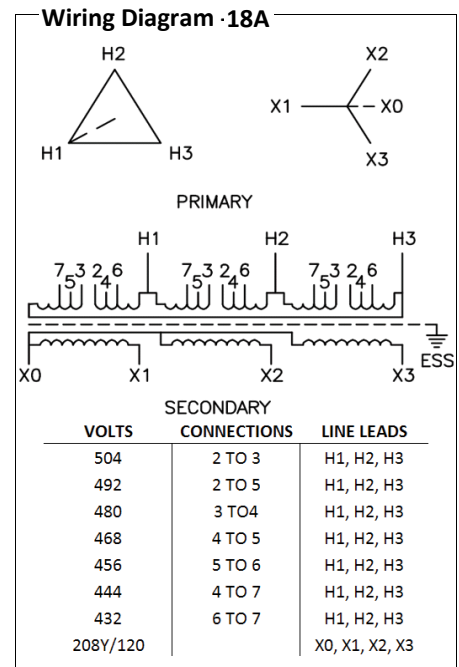 Wiring Diagram ·18A
H2
H1
H3
X2
X1
X0
X3
PRIMARY
H1 H2 H3
7 5 3 2 4 6 7 5 3 2 4 6 7 5 3 2 4 6
ESS
X0 X1 X2 X3
SECONDARY
VOLTS CONNECTIONS LINE LEADS
504 2 TO 3 H1, H2, H3
492 2 TO 5 H1, H2, H3
480 3 TO4 H1, H2, H3
468 4 TO 5 H1, H2, H3
456 5 TO 6 H1, H2, H3
444 4 TO 7 H1, H2, H3
432 6 TO 7 H1, H2, H3
208Y/120 X0, X1, X2, X3